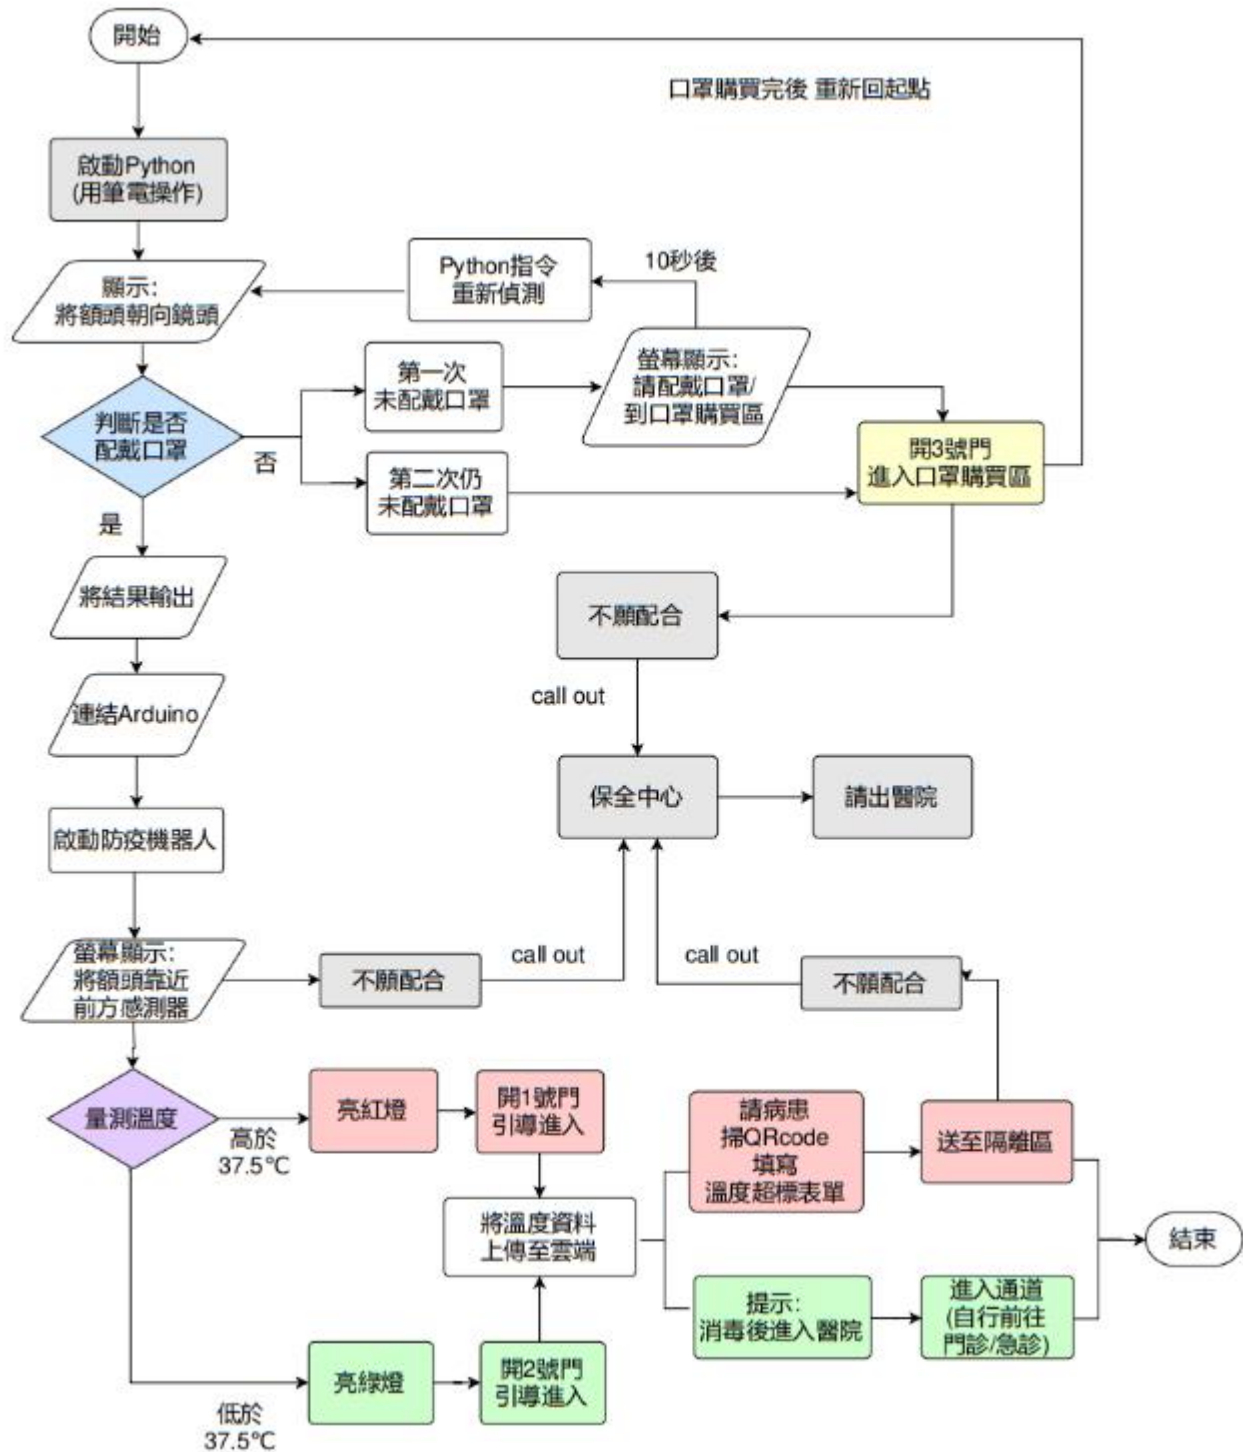 開始
口罩購買完後 重新回起點
啟動Python
(用筆電操作)
顯示：
將額頭朝向鏡頭
Python指令
重新偵測
10秒後
判斷是否
配戴口罩
否
是
第一次
未配戴口罩
螢幕顯示：
請配戴口罩/
到口罩購買區
第二次仍
未配戴口罩
開3號門
進入口罩購買區
將結果輸出
不願配合
call out
連結Arduino
保全中心
請出醫院
啟動防疫機器人
螢幕顯示：
將額頭靠近
前方感測器
不願配合
call out
call out
不願配合
量測溫度
高於
37.5°C
亮紅燈
開1號門
引導進入
請病患
掃QRcode
填寫
溫度超標表單
送至隔離區
將溫度資料
上傳至雲端
結束
提示：
消毒後進入醫院
進入通道
(自行前往
門診/急診)
低於
37.5°C
亮綠燈
開2號門
引導進入